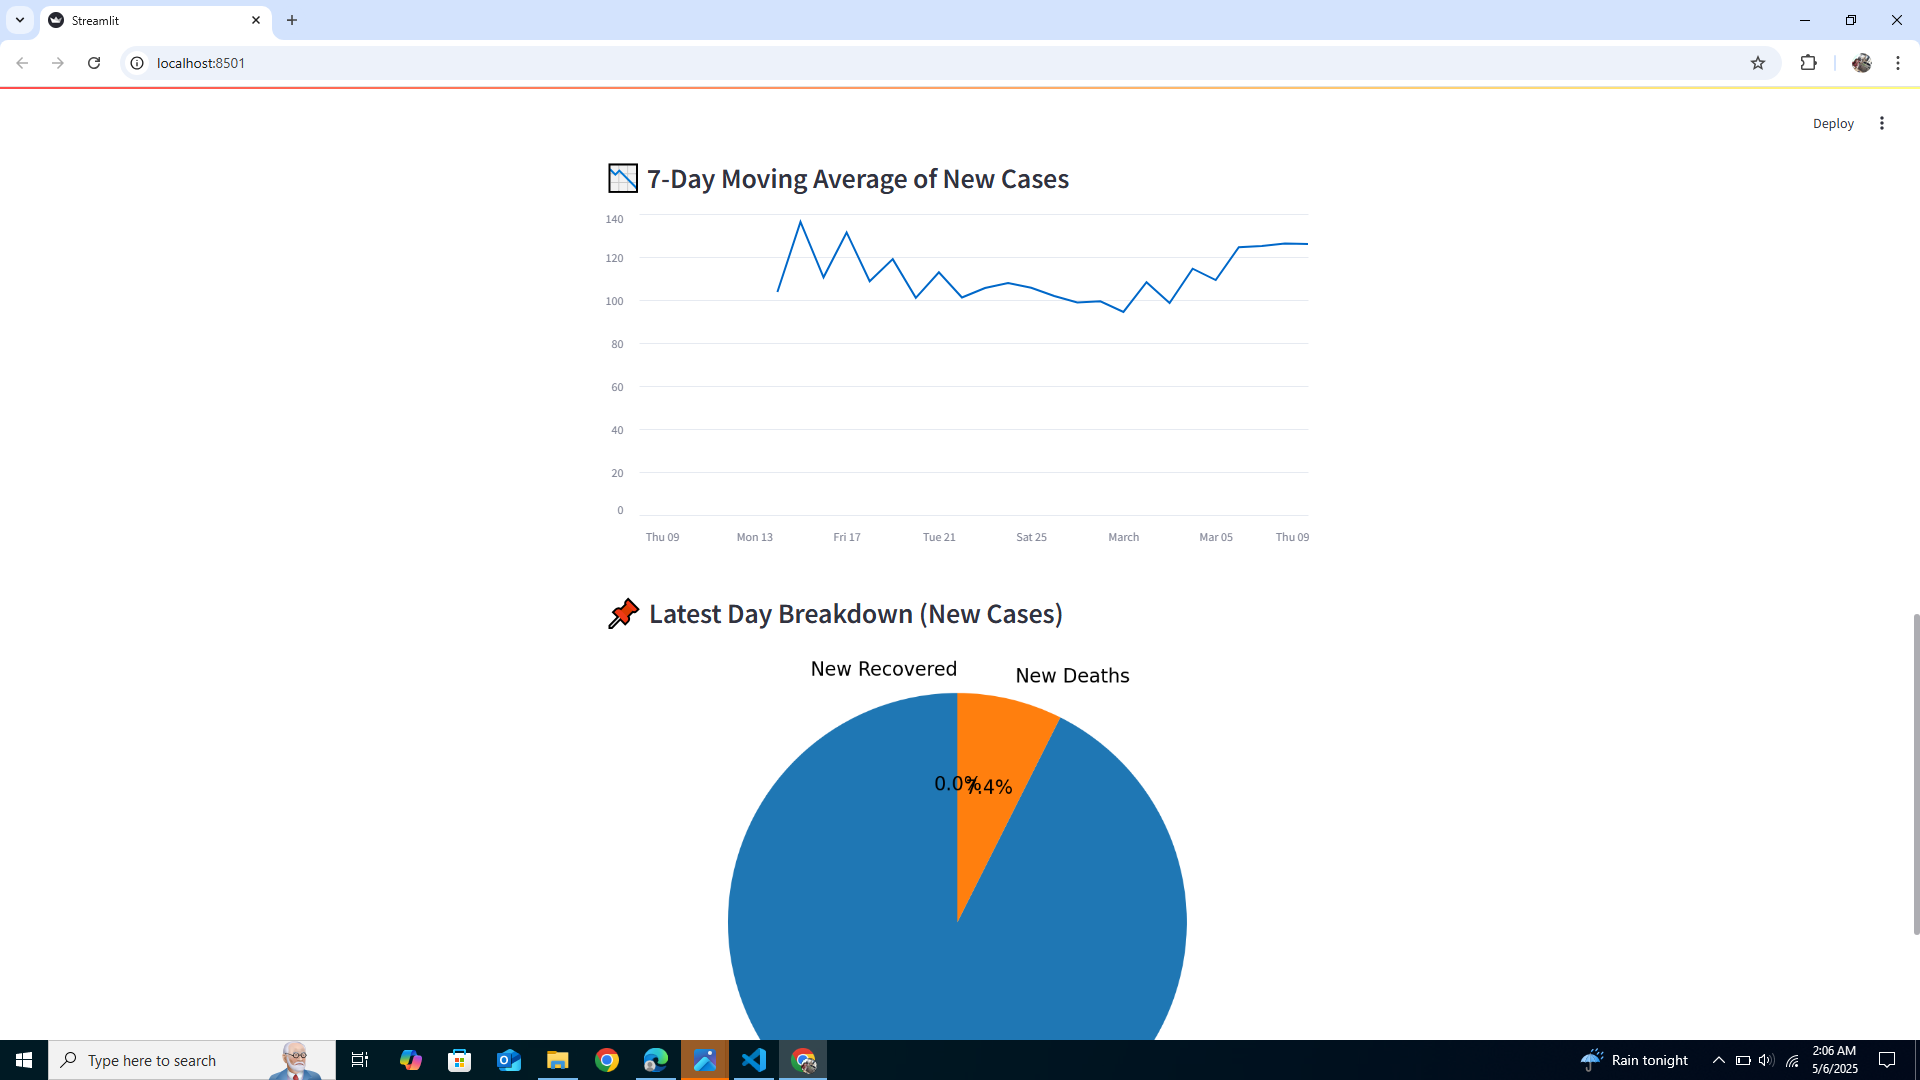 Streamlit
localhost:8501
Deploy
7-Day Moving Average of New Cases
140
120
100
80
60
40
20
0
Thu 09 Mon 13 Fri 17 Tue 21 Sat 25 March Mar 05 Thu 09
Latest Day Breakdown (New Cases)
New Recovered
New Deaths
0.0%
7.4%
Type here to search
Rain tonight
2:06 AM
5/6/2025